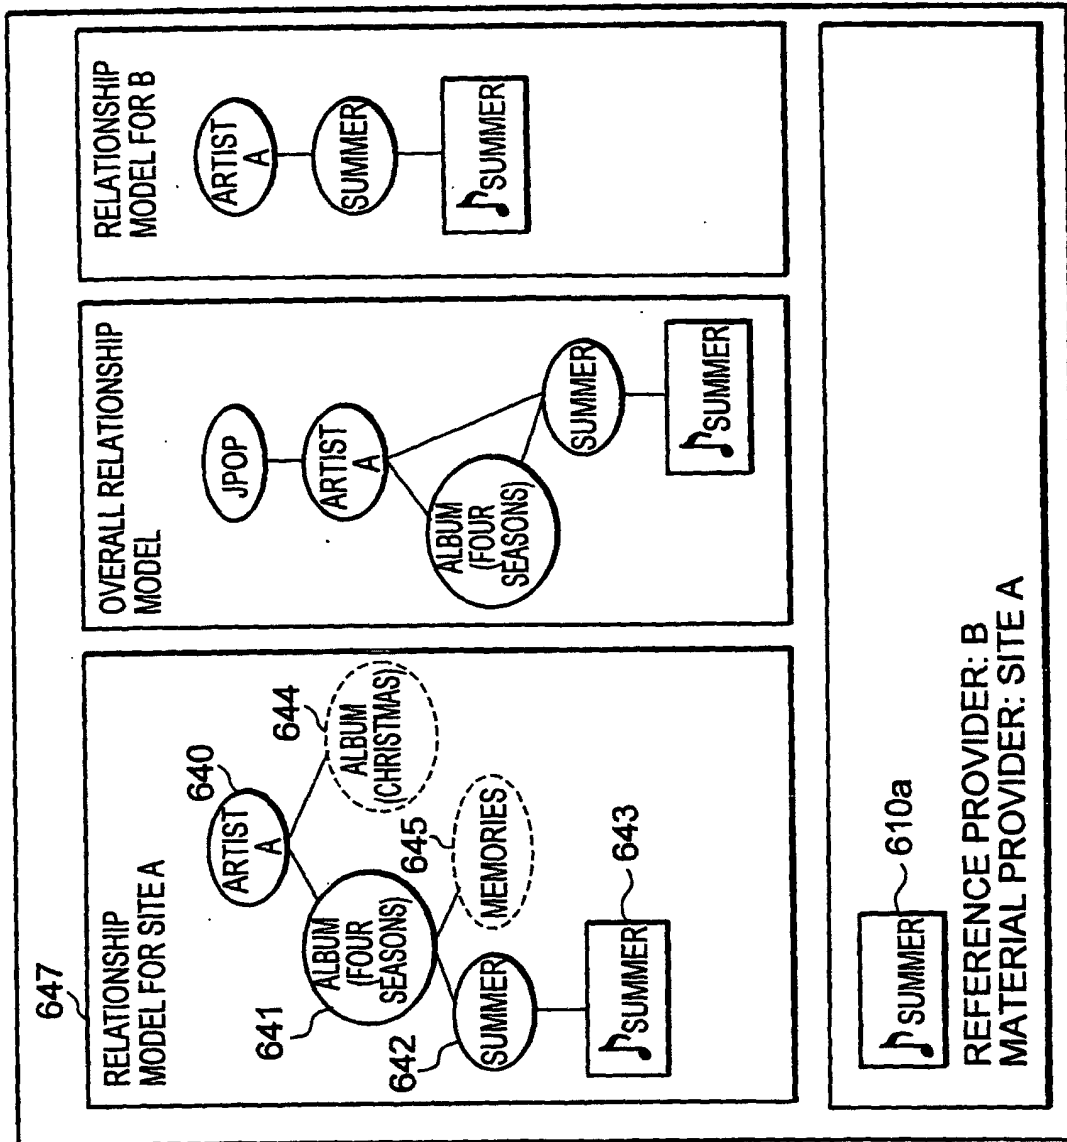 647
RELATIONSHIP
MODEL FOR SITE A
640
ARTIST
A
641
ALBUM
(FOUR
SEASONS)
644
ALBUM
(CHRISTMAS)
642
SUMMER
645
MEMORIES
643
SUMMER
OVERALL RELATIONSHIP
MODEL
JPOP
ARTIST
A
ALBUM
(FOUR
SEASONS)
SUMMER
SUMMER
RELATIONSHIP
MODEL FOR B
ARTIST
A
SUMMER
SUMMER
SUMMER
610a
REFERENCE PROVIDER: B
MATERIAL PROVIDER: SITE A